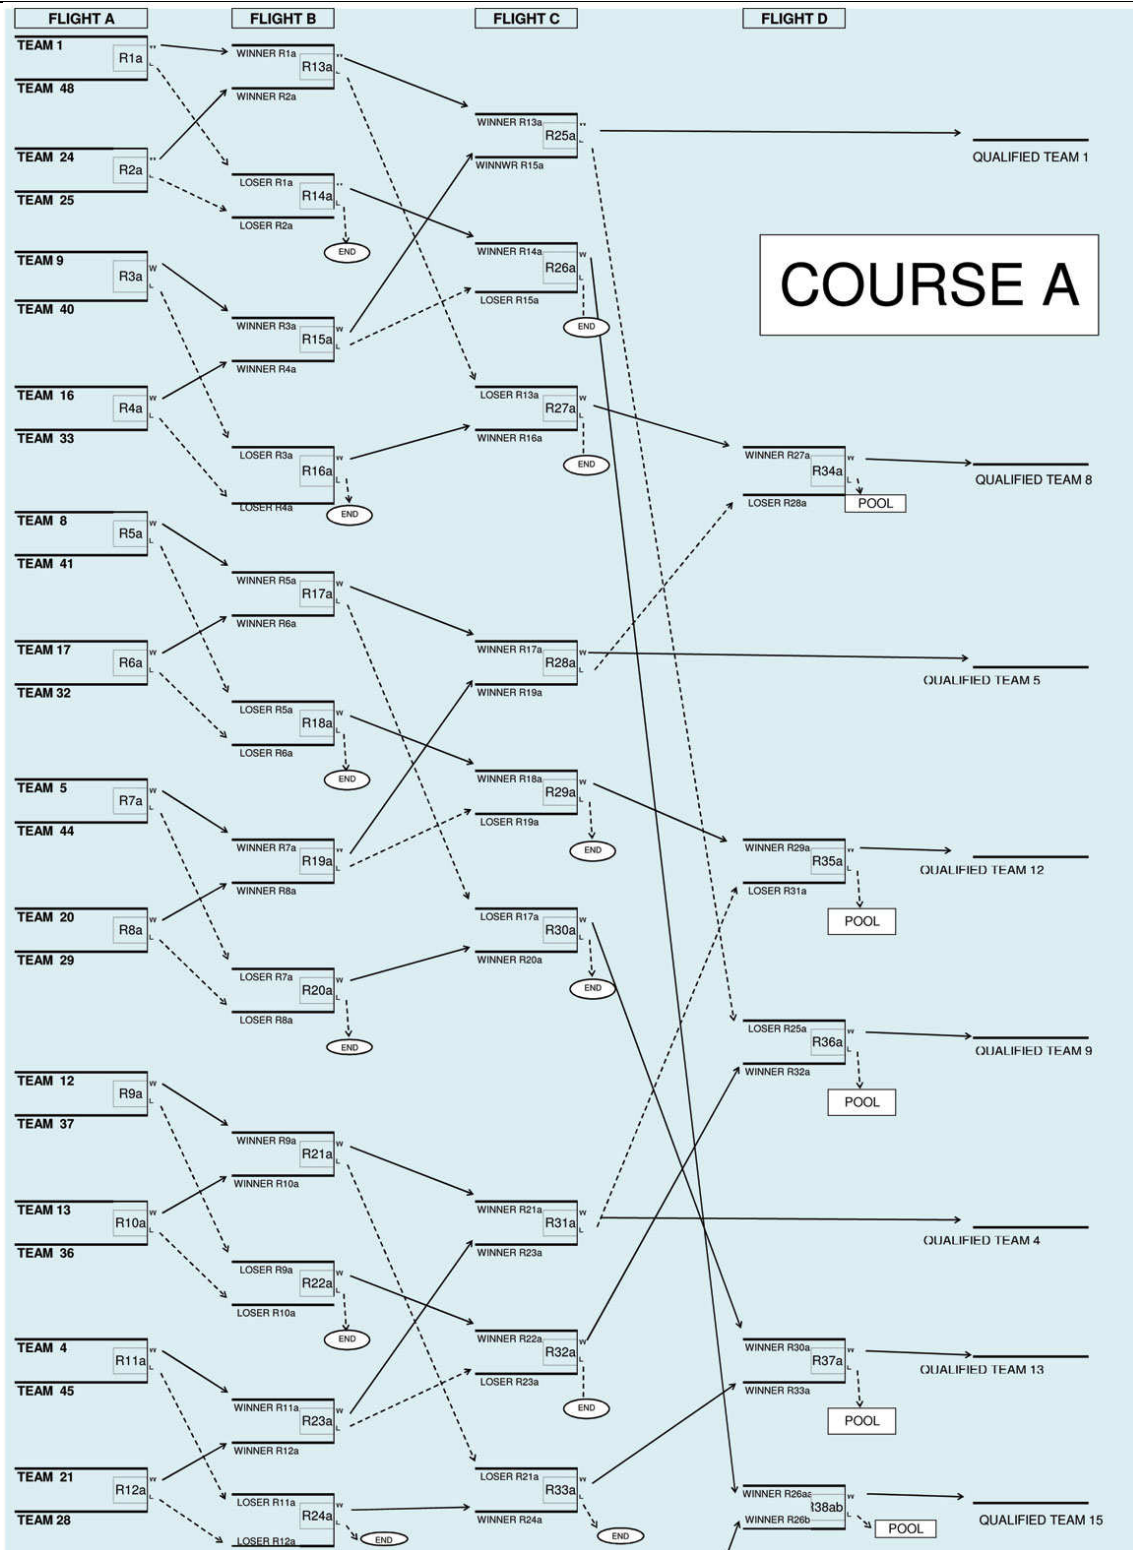 FLIGHT A
FLIGHT B
FLIGHT C
FLIGHT D
TEAM 1
R1a
W
L
TEAM 48
TEAM 24
R2a
W
L
TEAM 25
TEAM 9
R3a
W
L
TEAM 40
TEAM 16
R4a
W
L
TEAM 33
TEAM 8
R5a
W
L
TEAM 41
TEAM 17
R6a
W
L
TEAM 32
TEAM 5
R7a
W
L
TEAM 44
TEAM 20
R8a
W
L
TEAM 29
TEAM 12
R9a
W
L
TEAM 37
TEAM 13
R10a
W
L
TEAM 36
TEAM 4
R11a
W
L
TEAM 45
TEAM 21
R12a
W
L
TEAM 28
WINNER R1a
R13a
L
WINNER R2a
LOSER R1a
R14a
L
LOSER R2a
END
WINNER R3a
R15a
W
L
WINNER R4a
LOSER R3a
R16a
W
L
LOSER R4a
END
WINNER R5a
R17a
W
L
WINNER R6a
LOSER R5a
R18a
W
L
LOSER R6a
END
WINNER R7a
R19a
W
L
WINNER R8a
LOSER R7a
R20a
W
L
LOSER R8a
END
WINNER R9a
R21a
W
L
WINNER R10a
LOSER R9a
R22a
W
L
LOSER R10a
END
WINNER R11a
R23a
W
L
WINNER R12a
LOSER R11a
R24a
W
L
LOSER R12a
END
WINNER R13a
R25a
L
WINNWR R15a
WINNER R14a
R26a
W
L
LOSER R15a
END
LOSER R13a
R27a
W
L
WINNER R16a
END
WINNER R17a
R28a
W
L
WINNER R19a
WINNER R18a
R29a
W
L
LOSER R19a
END
LOSER R17a
R30a
W
L
WINNER R20a
END
WINNER R21a
R31a
W
L
WINNER R23a
WINNER R22a
R32a
W
L
LOSER R23a
END
LOSER R21a
R33a
W
L
WINNER R24a
END
QUALIFIED TEAM 1
COURSE A
WINNER R27a
R34a
W
L
LOSER R28a
POOL
QUALIFIED TEAM 8
QUALIFIED TEAM 5
WINNER R29a
R35a
W
L
LOSER R31a
POOL
QUALIFIED TEAM 12
LOSER R25a
R36a
W
L
WINNER R32a
POOL
QUALIFIED TEAM 9
QUALIFIED TEAM 4
WINNER R30a
R37a
W
L
WINNER R33a
POOL
QUALIFIED TEAM 13
WINNER R26a
R38ab
W
L
WINNER R26b
POOL
QUALIFIED TEAM 15